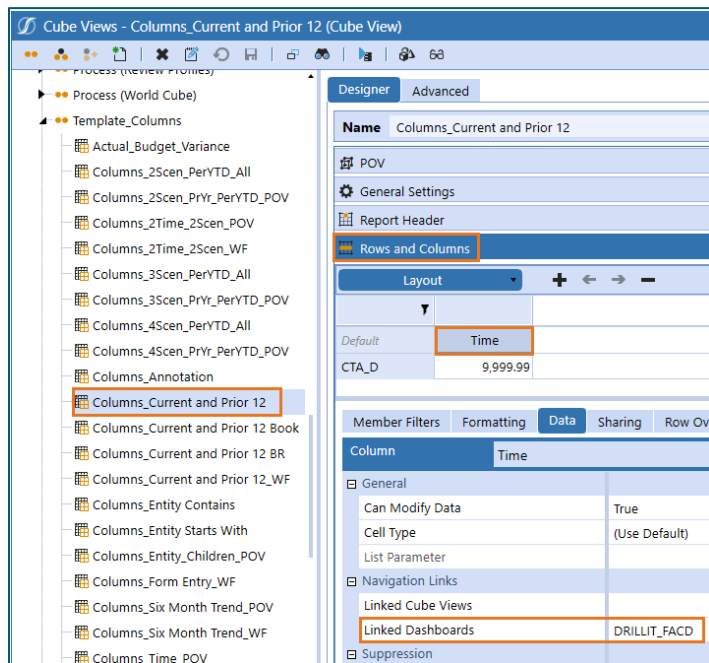 Cube Views - Columns_Current and Prior 12 (Cube View)
Process (Review Profiles)
Process (World Cube)
Template_Columns
Actual_Budget_Variance
Columns_2Scen_PerYTD_All
Columns_2Scen_PrYr_PerYTD_POV
Columns_2Time_2Scen_POV
Columns_2Time_2Scen_WF
Columns_3Scen_PerYTD_All
Columns_3Scen_PrYr_PerYTD_POV
Columns_4Scen_PerYTD_All
Columns_4Scen_PrYr_PerYTD_POV
Columns_Annotation
Columns_Current and Prior 12
Columns_Current and Prior 12 Book
Columns_Current and Prior 12 BR
Columns_Current and Prior 12_WF
Columns_Entity Contains
Columns_Entity Starts With
Columns_Entity_Children_POV
Columns_Form Entry_WF
Columns_Six Month Trend_POV
Columns_Six Month Trend_WF
Columns_Time_POV
Designer Advanced
Name Columns_Current and Prior 12
POV
General Settings
Report Header
Rows and Columns
Layout
Default Time
CTA_D 9,999.99
Member Filters Formatting Data Sharing Row Ov
Column Time
General
Can Modify Data True
Cell Type (Use Default)
List Parameter
Navigation Links
Linked Cube Views
Linked Dashboards DRILLIT_FACD
Suppression